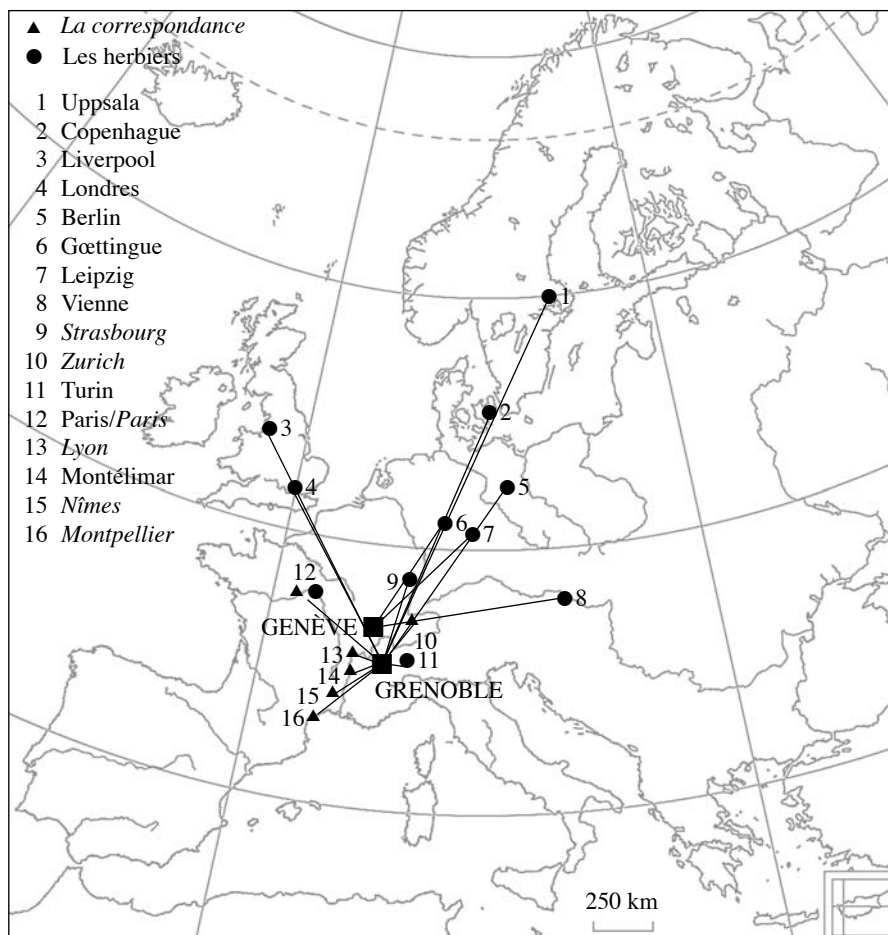 La correspondance
Les herbiers
1 Uppsala
2 Copenhague
3 Liverpool
4 Londres
5 Berlin
6 Gœttingue
7 Leipzig
8 Vienne
9 Strasbourg
10 Zurich
11 Turin
12 Paris/Paris
13 Lyon
14 Montélimar
15 Nîmes
16 Montpellier
1
2
3
4
5
6
7
9
12
8
GENÈVE
10
13
11
14
GRENOBLE
15
16
250 km